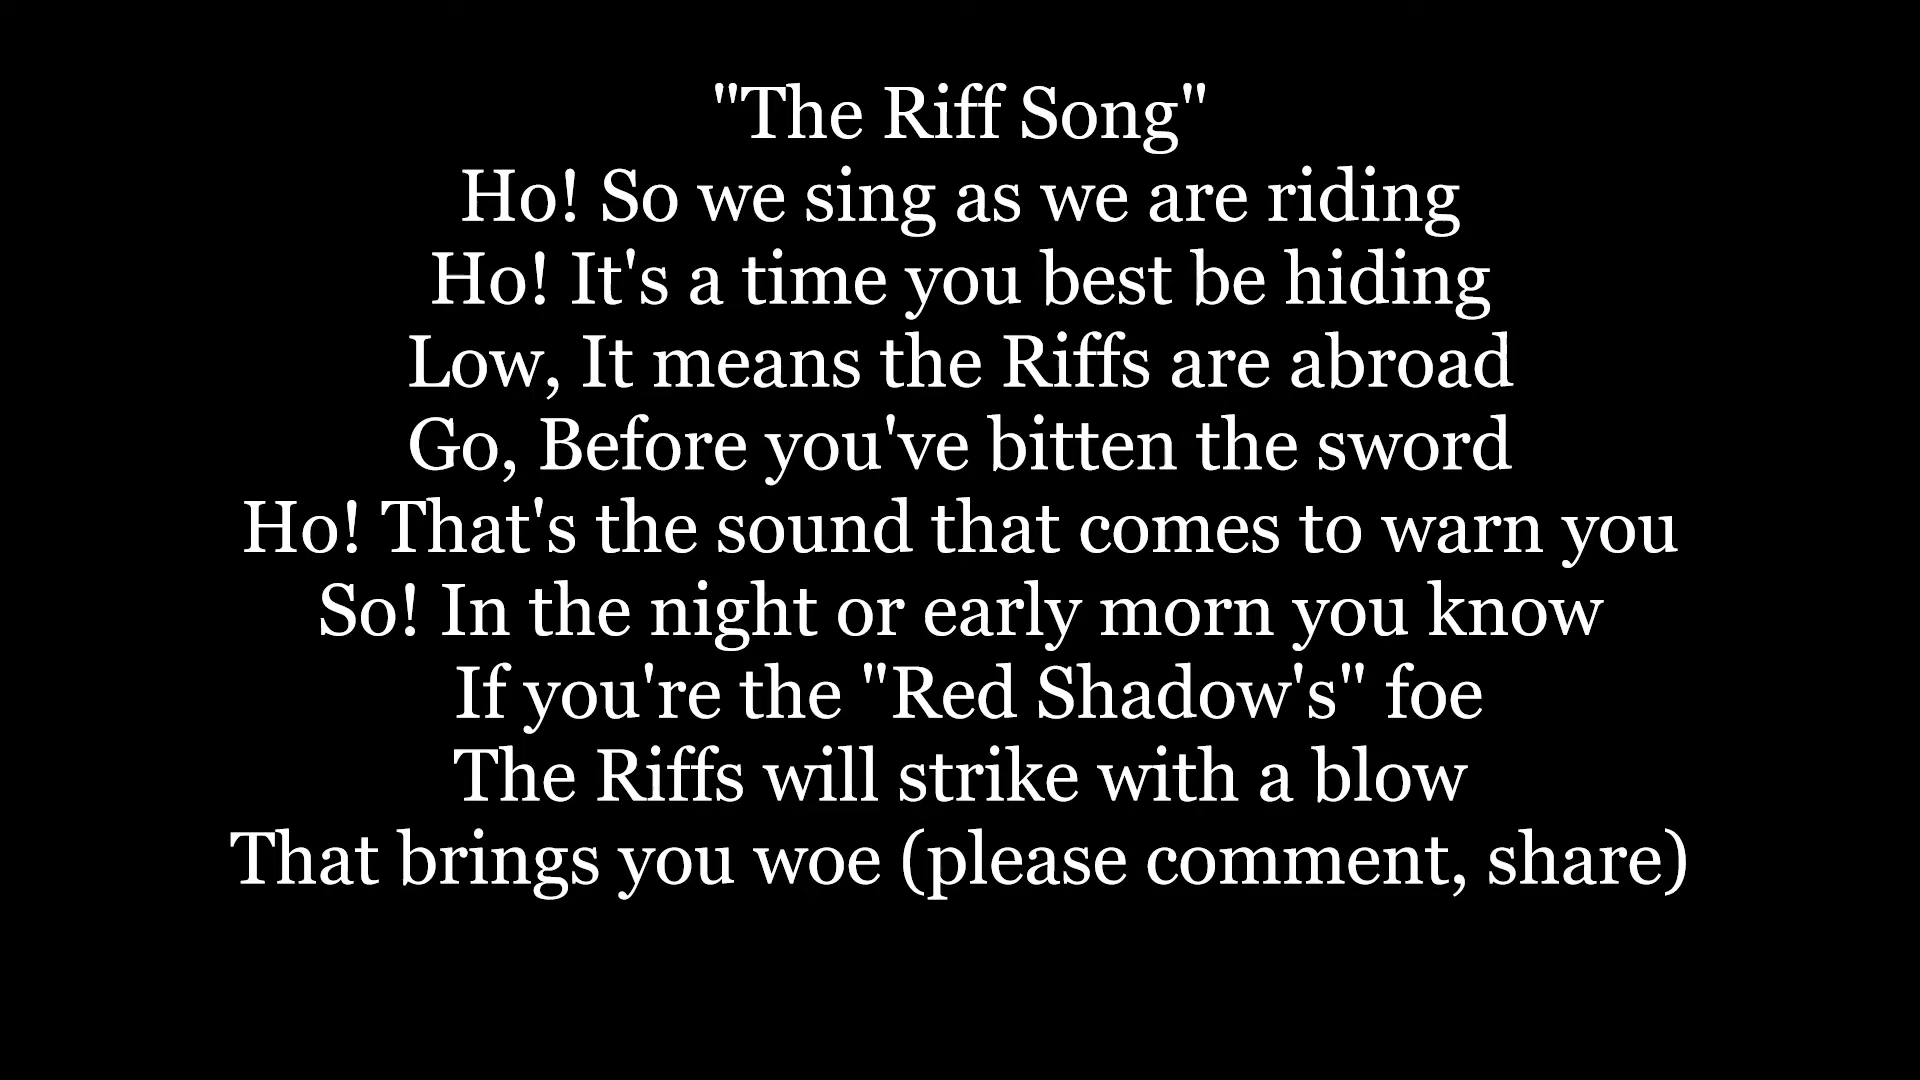 "The Riff Song"
Ho! So we sing as we are riding
Ho! It's a time you best be hiding
Low, It means the Riffs are abroad
Go, Before you've bitten the sword
Ho! That's the sound that comes to warn you
So! In the night or early morn you know
If you're the "Red Shadow's" foe
The Riffs will strike with a blow
That brings you woe (please comment, share)